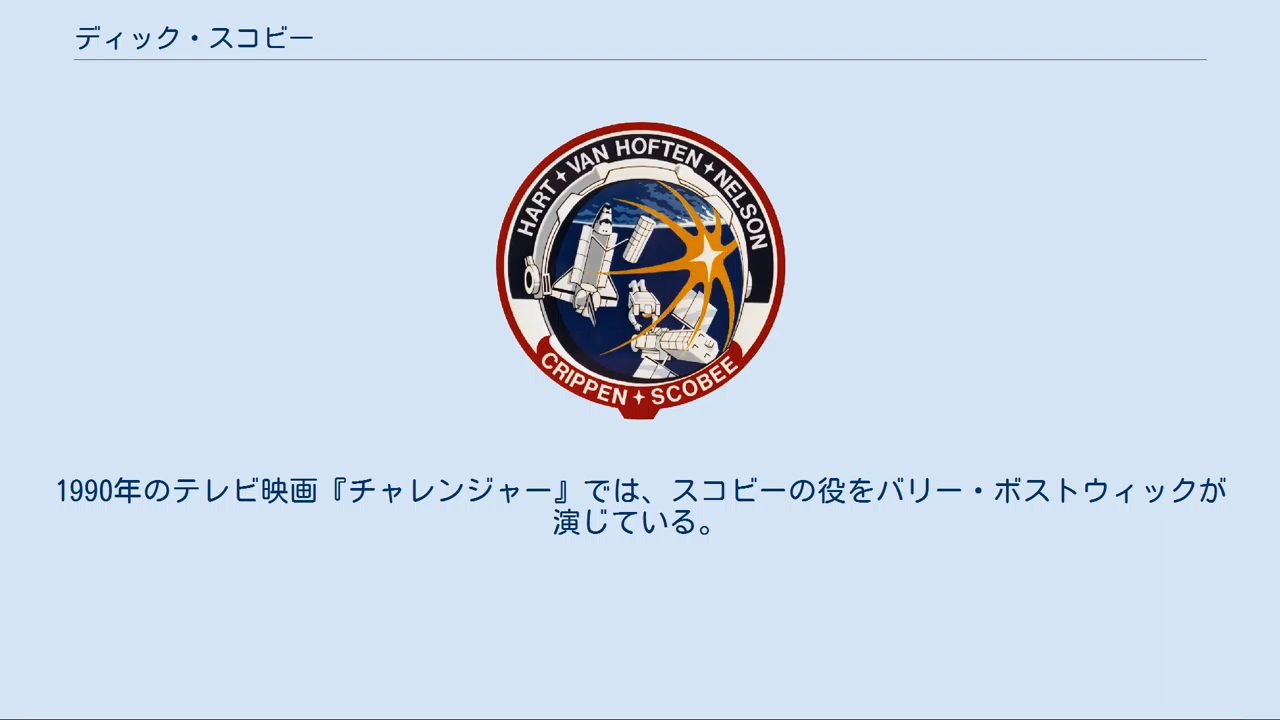 ディック・スコビー
HART ✦ VAN HOFTEN ✦ NELSON
CRIPPEN ✦ SCOBEE
1990年のテレビ映画『チャレンジャー』では、スコビーの役をバリー・ボストウィックが
演じている。